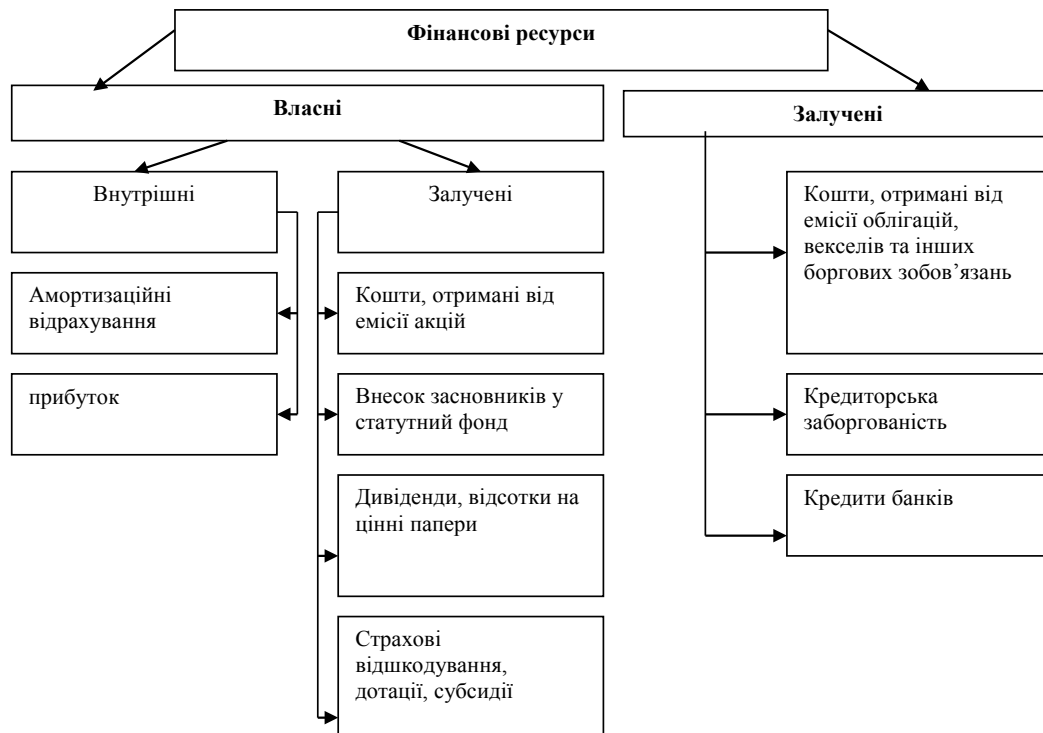 Фінансові ресурси
Власні
Залучені
Внутрішні
Залучені
Амортизаційні
відрахування
прибуток
Кошти, отримані від
емісії акцій
Внесок засновників у
статутний фонд
Дивіденди, відсотки на
цінні папери
Страхові
відшкодування,
дотації, субсидії
Кошти, отримані від
емісії облігацій,
векселів та інших
боргових зобов’язань
Кредиторська
заборгованість
Кредити банків